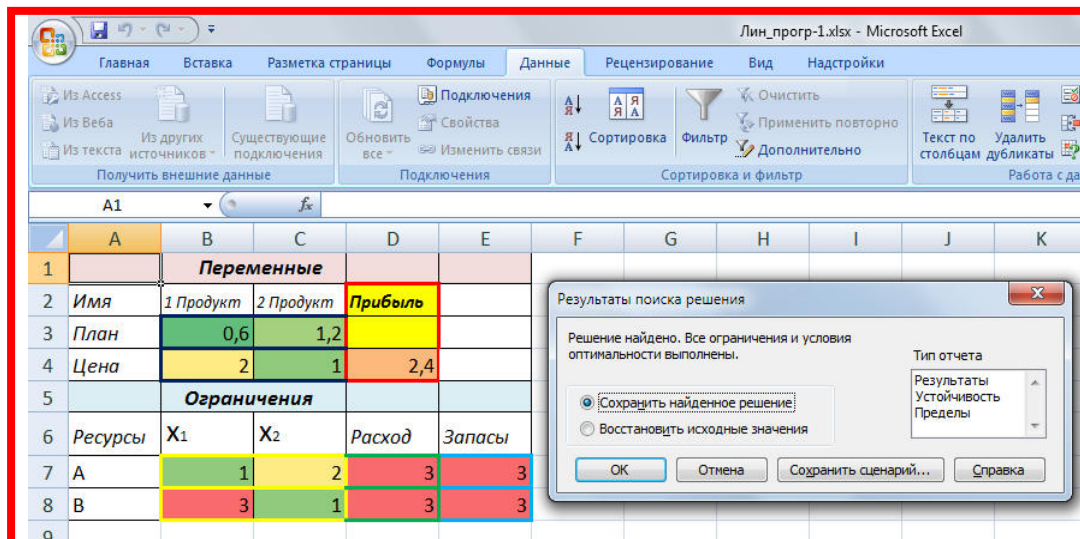 Лин_прогр-1.xlsx - Microsoft Excel
Главная Вставка Разметка страницы Формулы Данные Рецензирование Вид Надстройки
Из Access
Из Веба
Из текста
Из других источников
Существующие подключения
Получить внешние данные
Обновить все
Подключения
Свойства
Изменить связи
Подключения
Сортировка
Фильтр
Очистить
Применить повторно
Дополнительно
Сортировка и фильтр
Текст по столбцам
Удалить дубликаты
Работа с да
A1 fx
A B C D E F G H I J K
1 Переменные
2 Имя 1 Продукт 2 Продукт Прибыль
3 План 0,6 1,2
4 Цена 2 1 2,4
5 Ограничения
6 Ресурсы X1 X2 Расход Запасы
7 A 1 2 3 3
8 B 3 1 3 3
9
Результаты поиска решения
Решение найдено. Все ограничения и условия
оптимальности выполнены.
Тип отчета
Результаты
Устойчивость
Пределы
Сохранить найденное решение
Восстановить исходные значения
ОК Отмена Сохранить сценарий... Справка